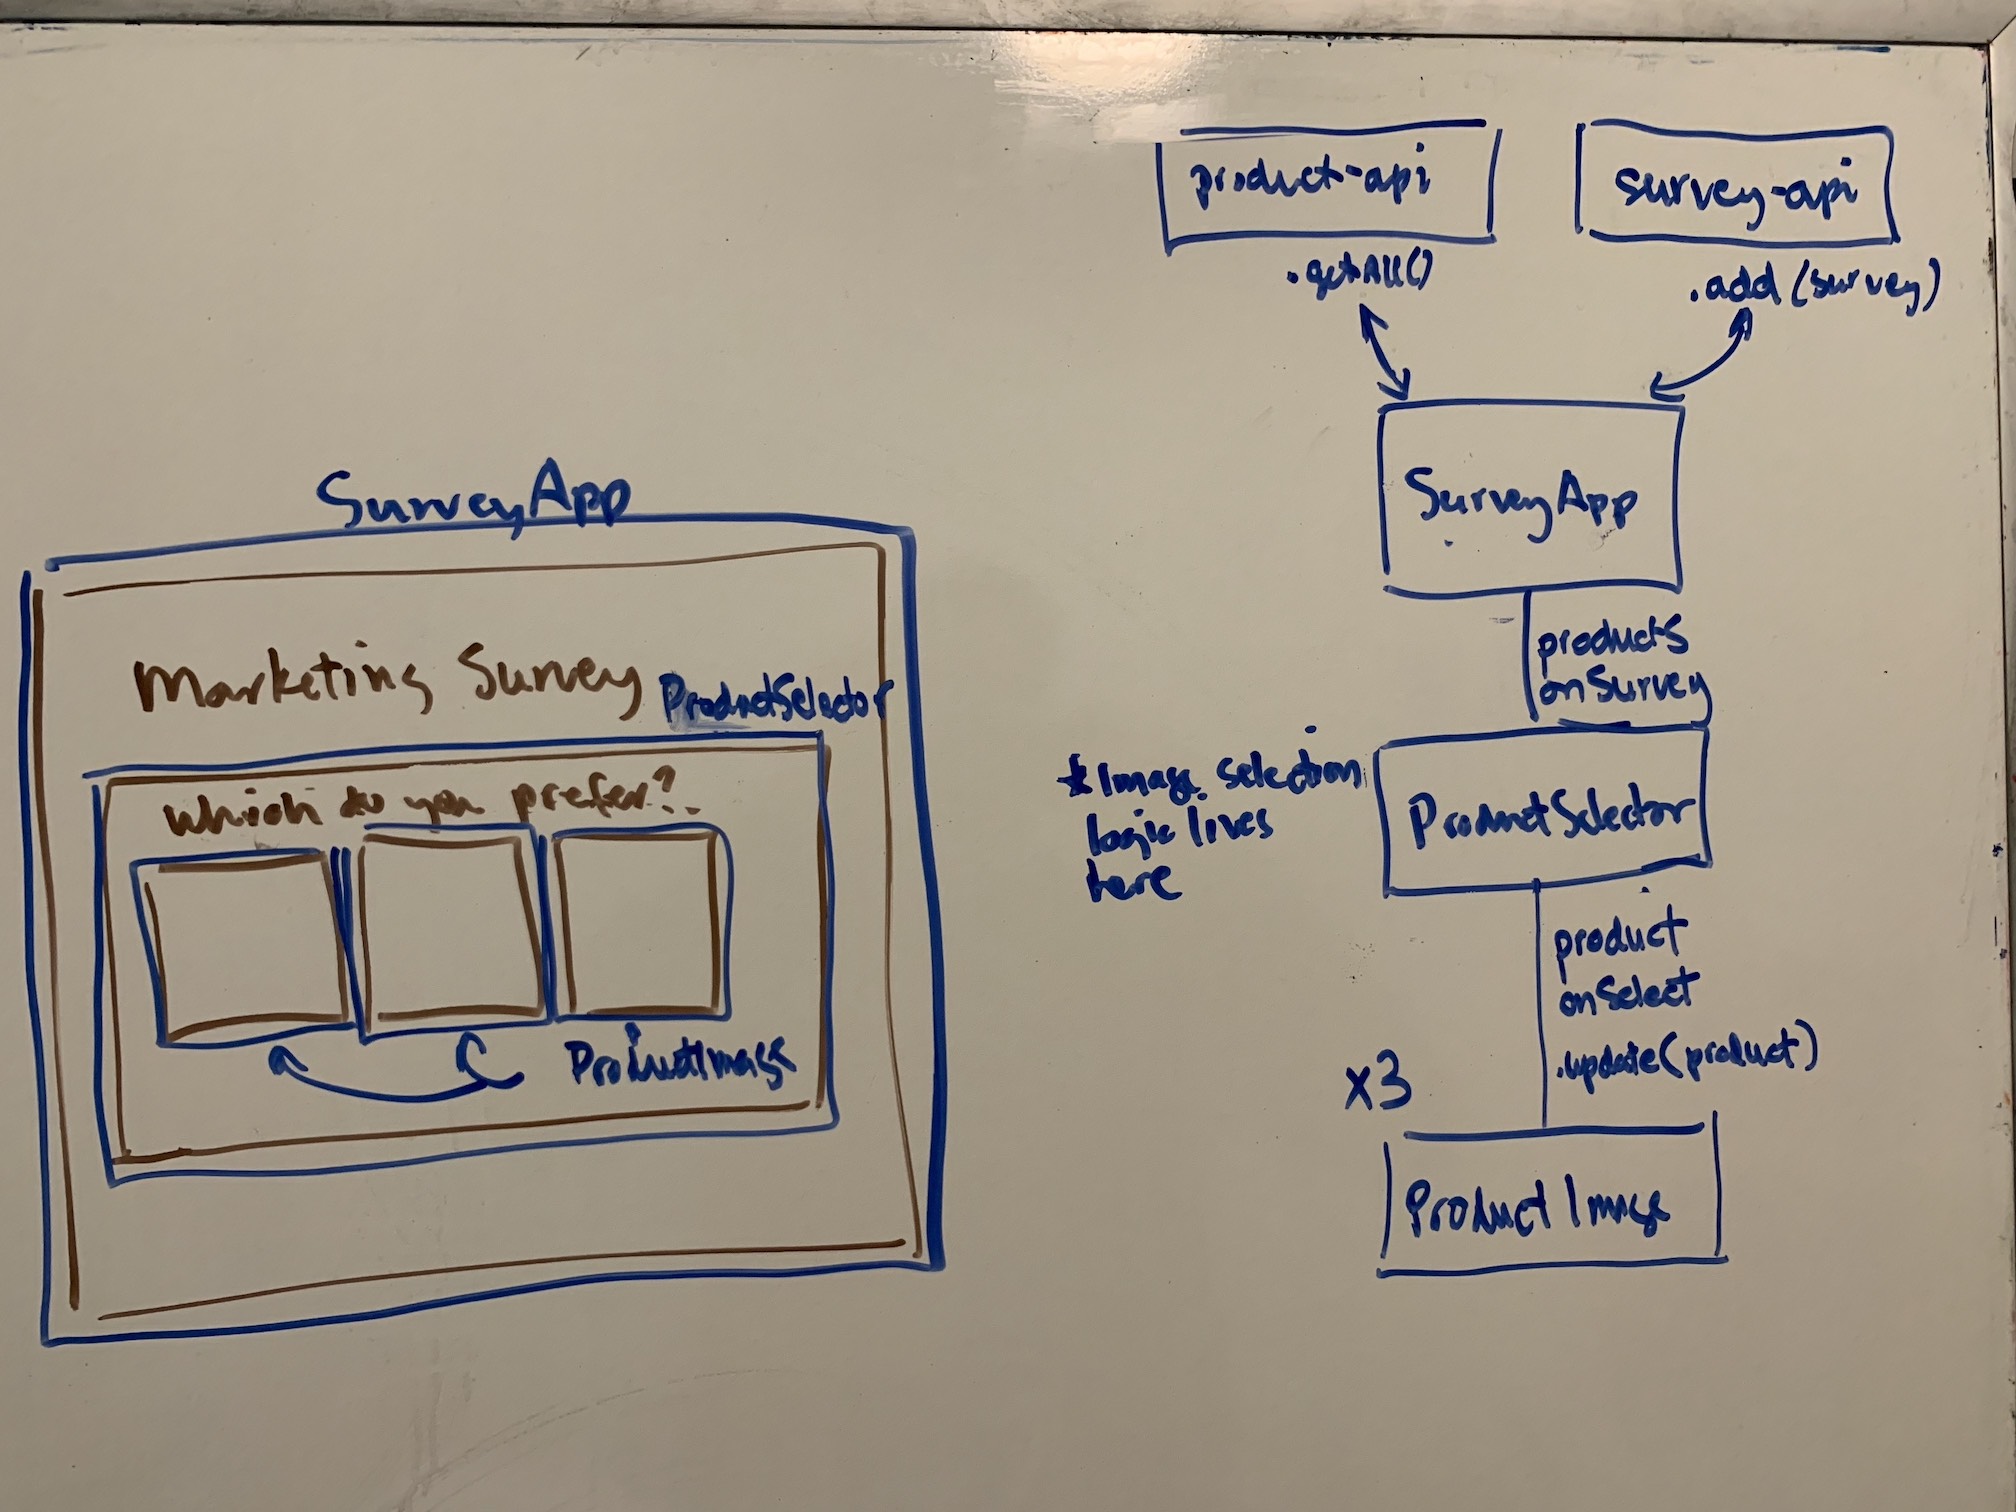 SurveyApp
Marketing Survey
ProductSelector
which do you prefer?
ProductImage
product-api
.getAll()
survey-api
.add(survey)
SurveyApp
products
onSurvey
* Image selection
logic lives
here
ProductSelector
product
onSelect
.update(product)
x3
ProductImage